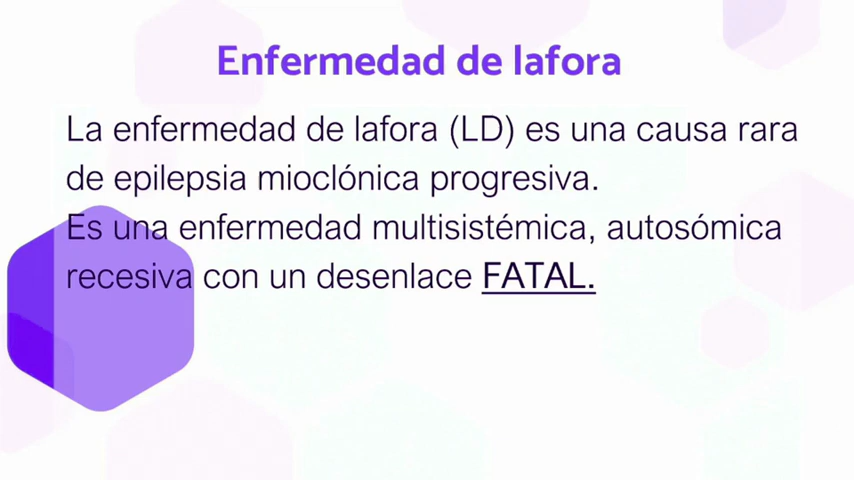 Enfermedad de lafora
La enfermedad de lafora (LD) es una causa rara
de epilepsia mioclónica progresiva.
Es una enfermedad multisistémica, autosómica
recesiva con un desenlace FATAL.